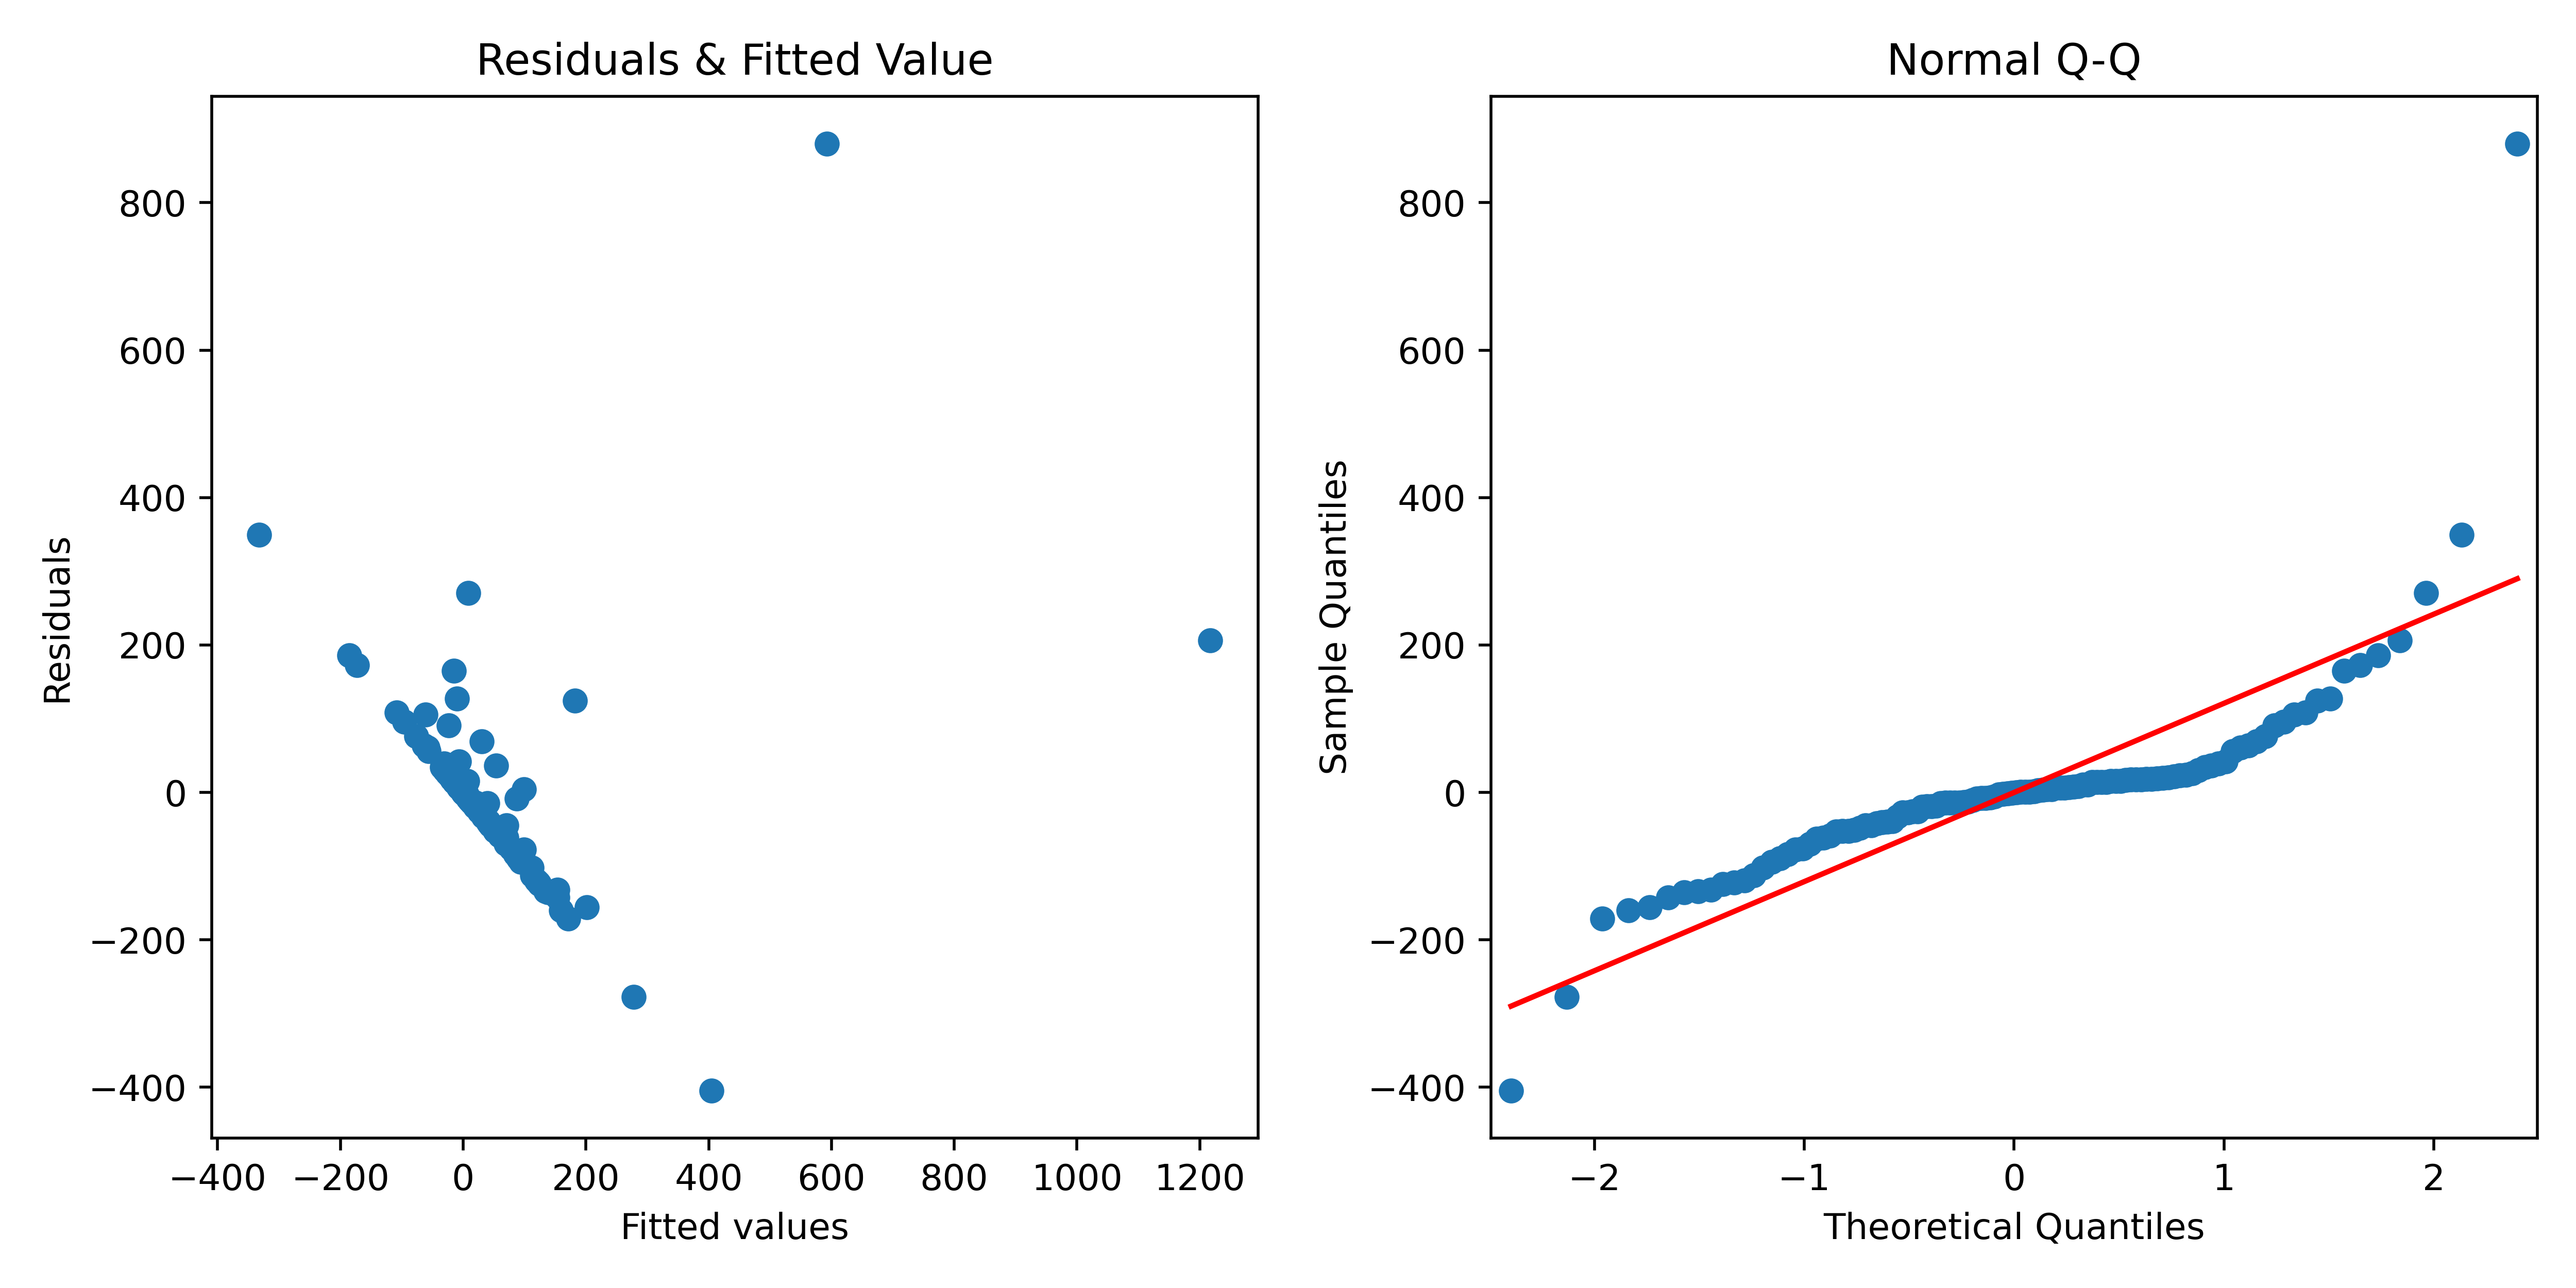 Residuals & Fitted Value
Residuals
800
600
400
200
0
−200
−400
−400 −200 0 200 400 600 800 1000 1200
Fitted values
Normal Q-Q
Sample Quantiles
800
600
400
200
0
−200
−400
−2 −1 0 1 2
Theoretical Quantiles